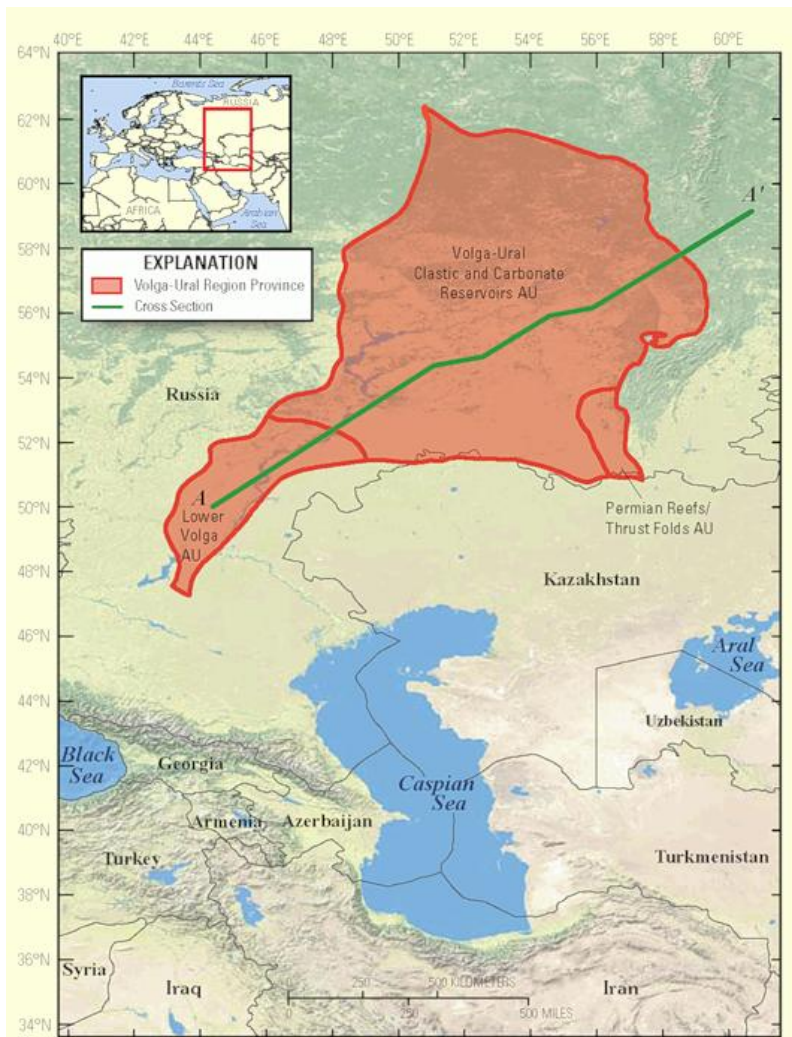 40°E 42°E 44°E 46°E 48°E 50°E 52°E 54°E 56°E 58°E 60°E
64°N
Barents Sea
RUSSIA
AFRICA
Arabian
Sea
62°N
60°N
A'
58°N
EXPLANATION
Volga-Ural Region Province
Cross Section
Volga-Ural
Clastic and Carbonate
Reservoirs AU
56°N
54°N
Russia
52°N
50°N
A
Lower
Volga
AU
Permian Reefs/
Thrust Folds AU
48°N
Kazakhstan
46°N
Aral
Sea
44°N
Uzbekistan
Black
Sea
42°N
Georgia
Caspian
Sea
40°N
Armenia
Azerbaijan
Turkey
Turkmenistan
38°N
36°N
Syria
Iraq
Iran
0 250 500 KILOMETERS
0 250 500 MILES
34°N